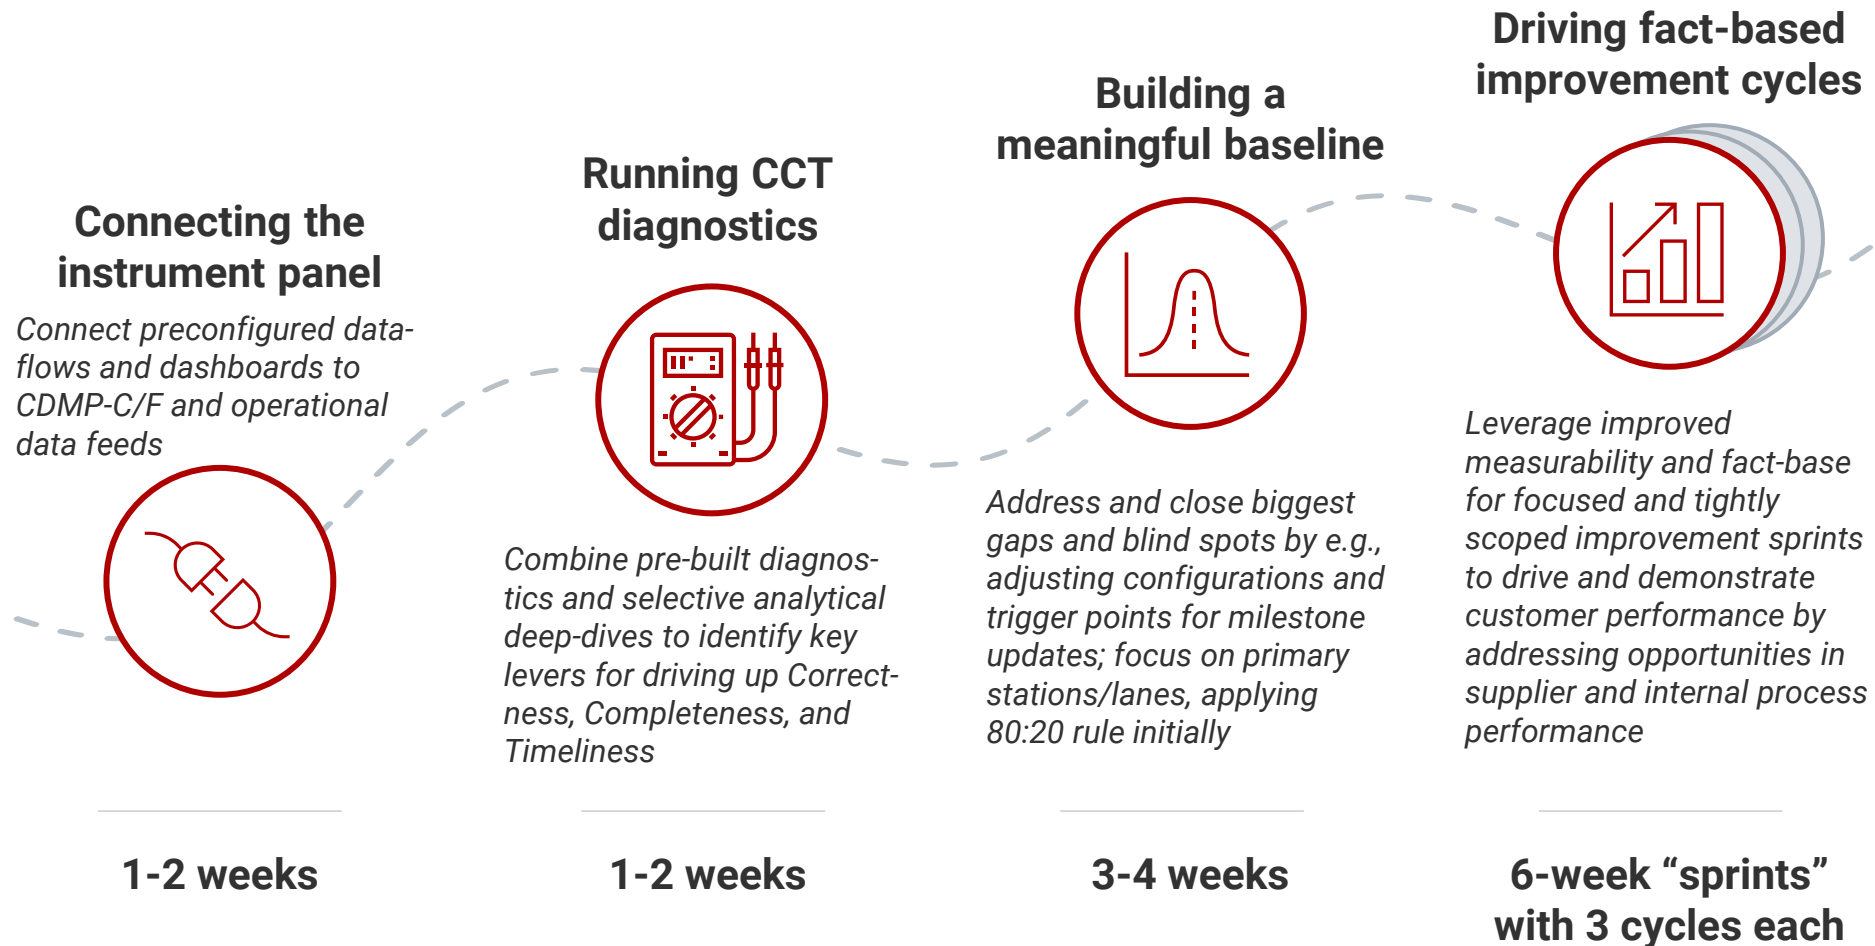 Connecting the
instrument panel
Connect preconfigured data-
flows and dashboards to
CDMP-C/F and operational
data feeds
1-2 weeks
Running CCT
diagnostics
Combine pre-built diagnos-
tics and selective analytical
deep-dives to identify key
levers for driving up Correct-
ness, Completeness, and
Timeliness
1-2 weeks
Building a
meaningful baseline
Address and close biggest
gaps and blind spots by e.g.,
adjusting configurations and
trigger points for milestone
updates; focus on primary
stations/lanes, applying
80:20 rule initially
3-4 weeks
Driving fact-based
improvement cycles
Leverage improved
measurability and fact-base
for focused and tightly
scoped improvement sprints
to drive and demonstrate
customer performance by
addressing opportunities in
supplier and internal process
performance
6-week “sprints”
with 3 cycles each